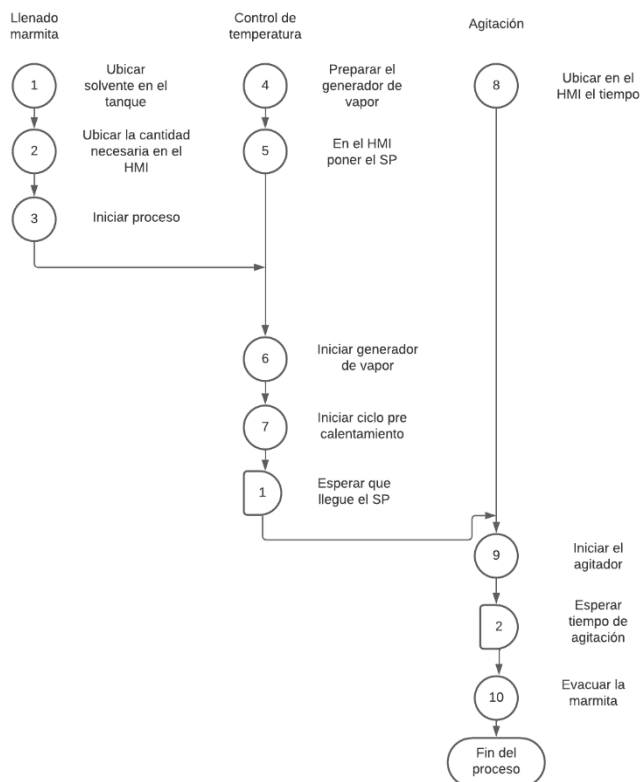 Llenado
marmita
Control de
temperatura
Agitación
1
Ubicar
solvente en el
tanque
4
Preparar el
generador de
vapor
8
Ubicar en el
HMI el tiempo
2
Ubicar la cantidad
necesaria en el
HMI
5
En el HMI
poner el SP
3
Iniciar proceso
6
Iniciar generador
de vapor
7
Iniciar ciclo pre
calentamiento
1
Esperar que
llegue el SP
9
Iniciar el
agitador
2
Esperar
tiempo de
agitación
10
Evacuar la
marmita
Fin del
proceso